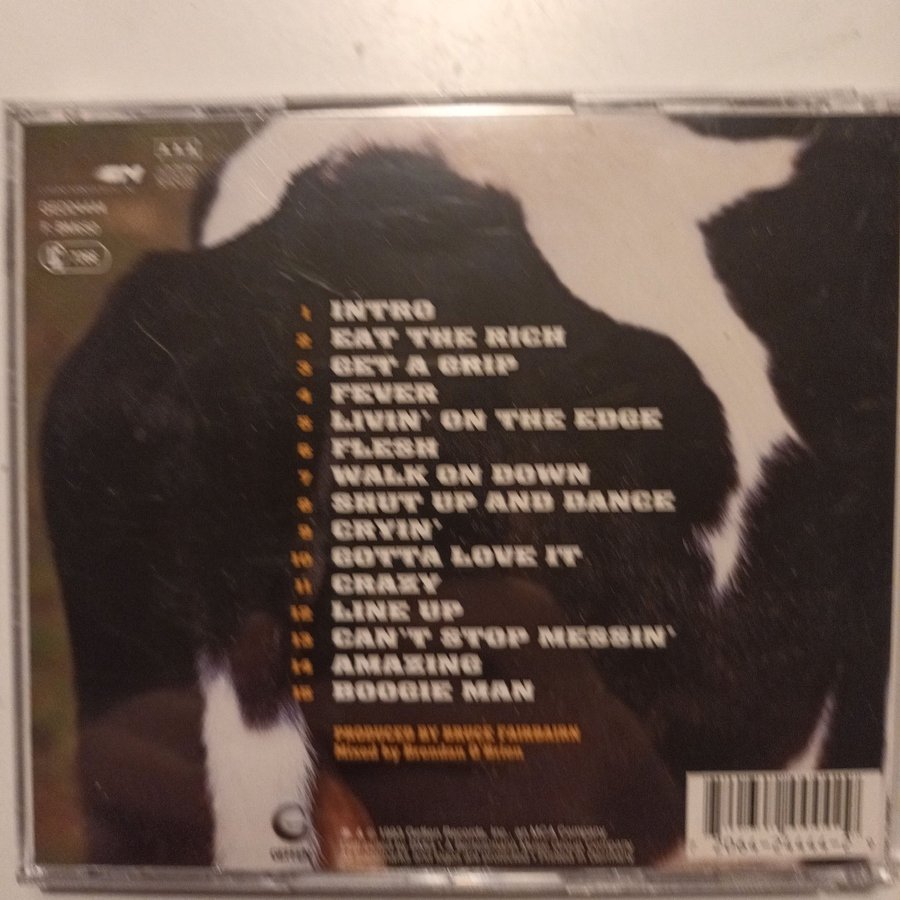 1 INTRO
2 EAT THE RICH
3 GET A GRIP
4 FEVER
5 LIVIN' ON THE EDGE
6 FLESH
7 WALK ON DOWN
8 SHUT UP AND DANCE
9 CRYIN'
10 GOTTA LOVE IT
11 CRAZY
12 LINE UP
13 CAN'T STOP MESSIN'
14 AMAZING
15 BOOGIE MAN
PRODUCED BY BRUCE FAIRBAIRN
Mixed by Brendan O'Brien